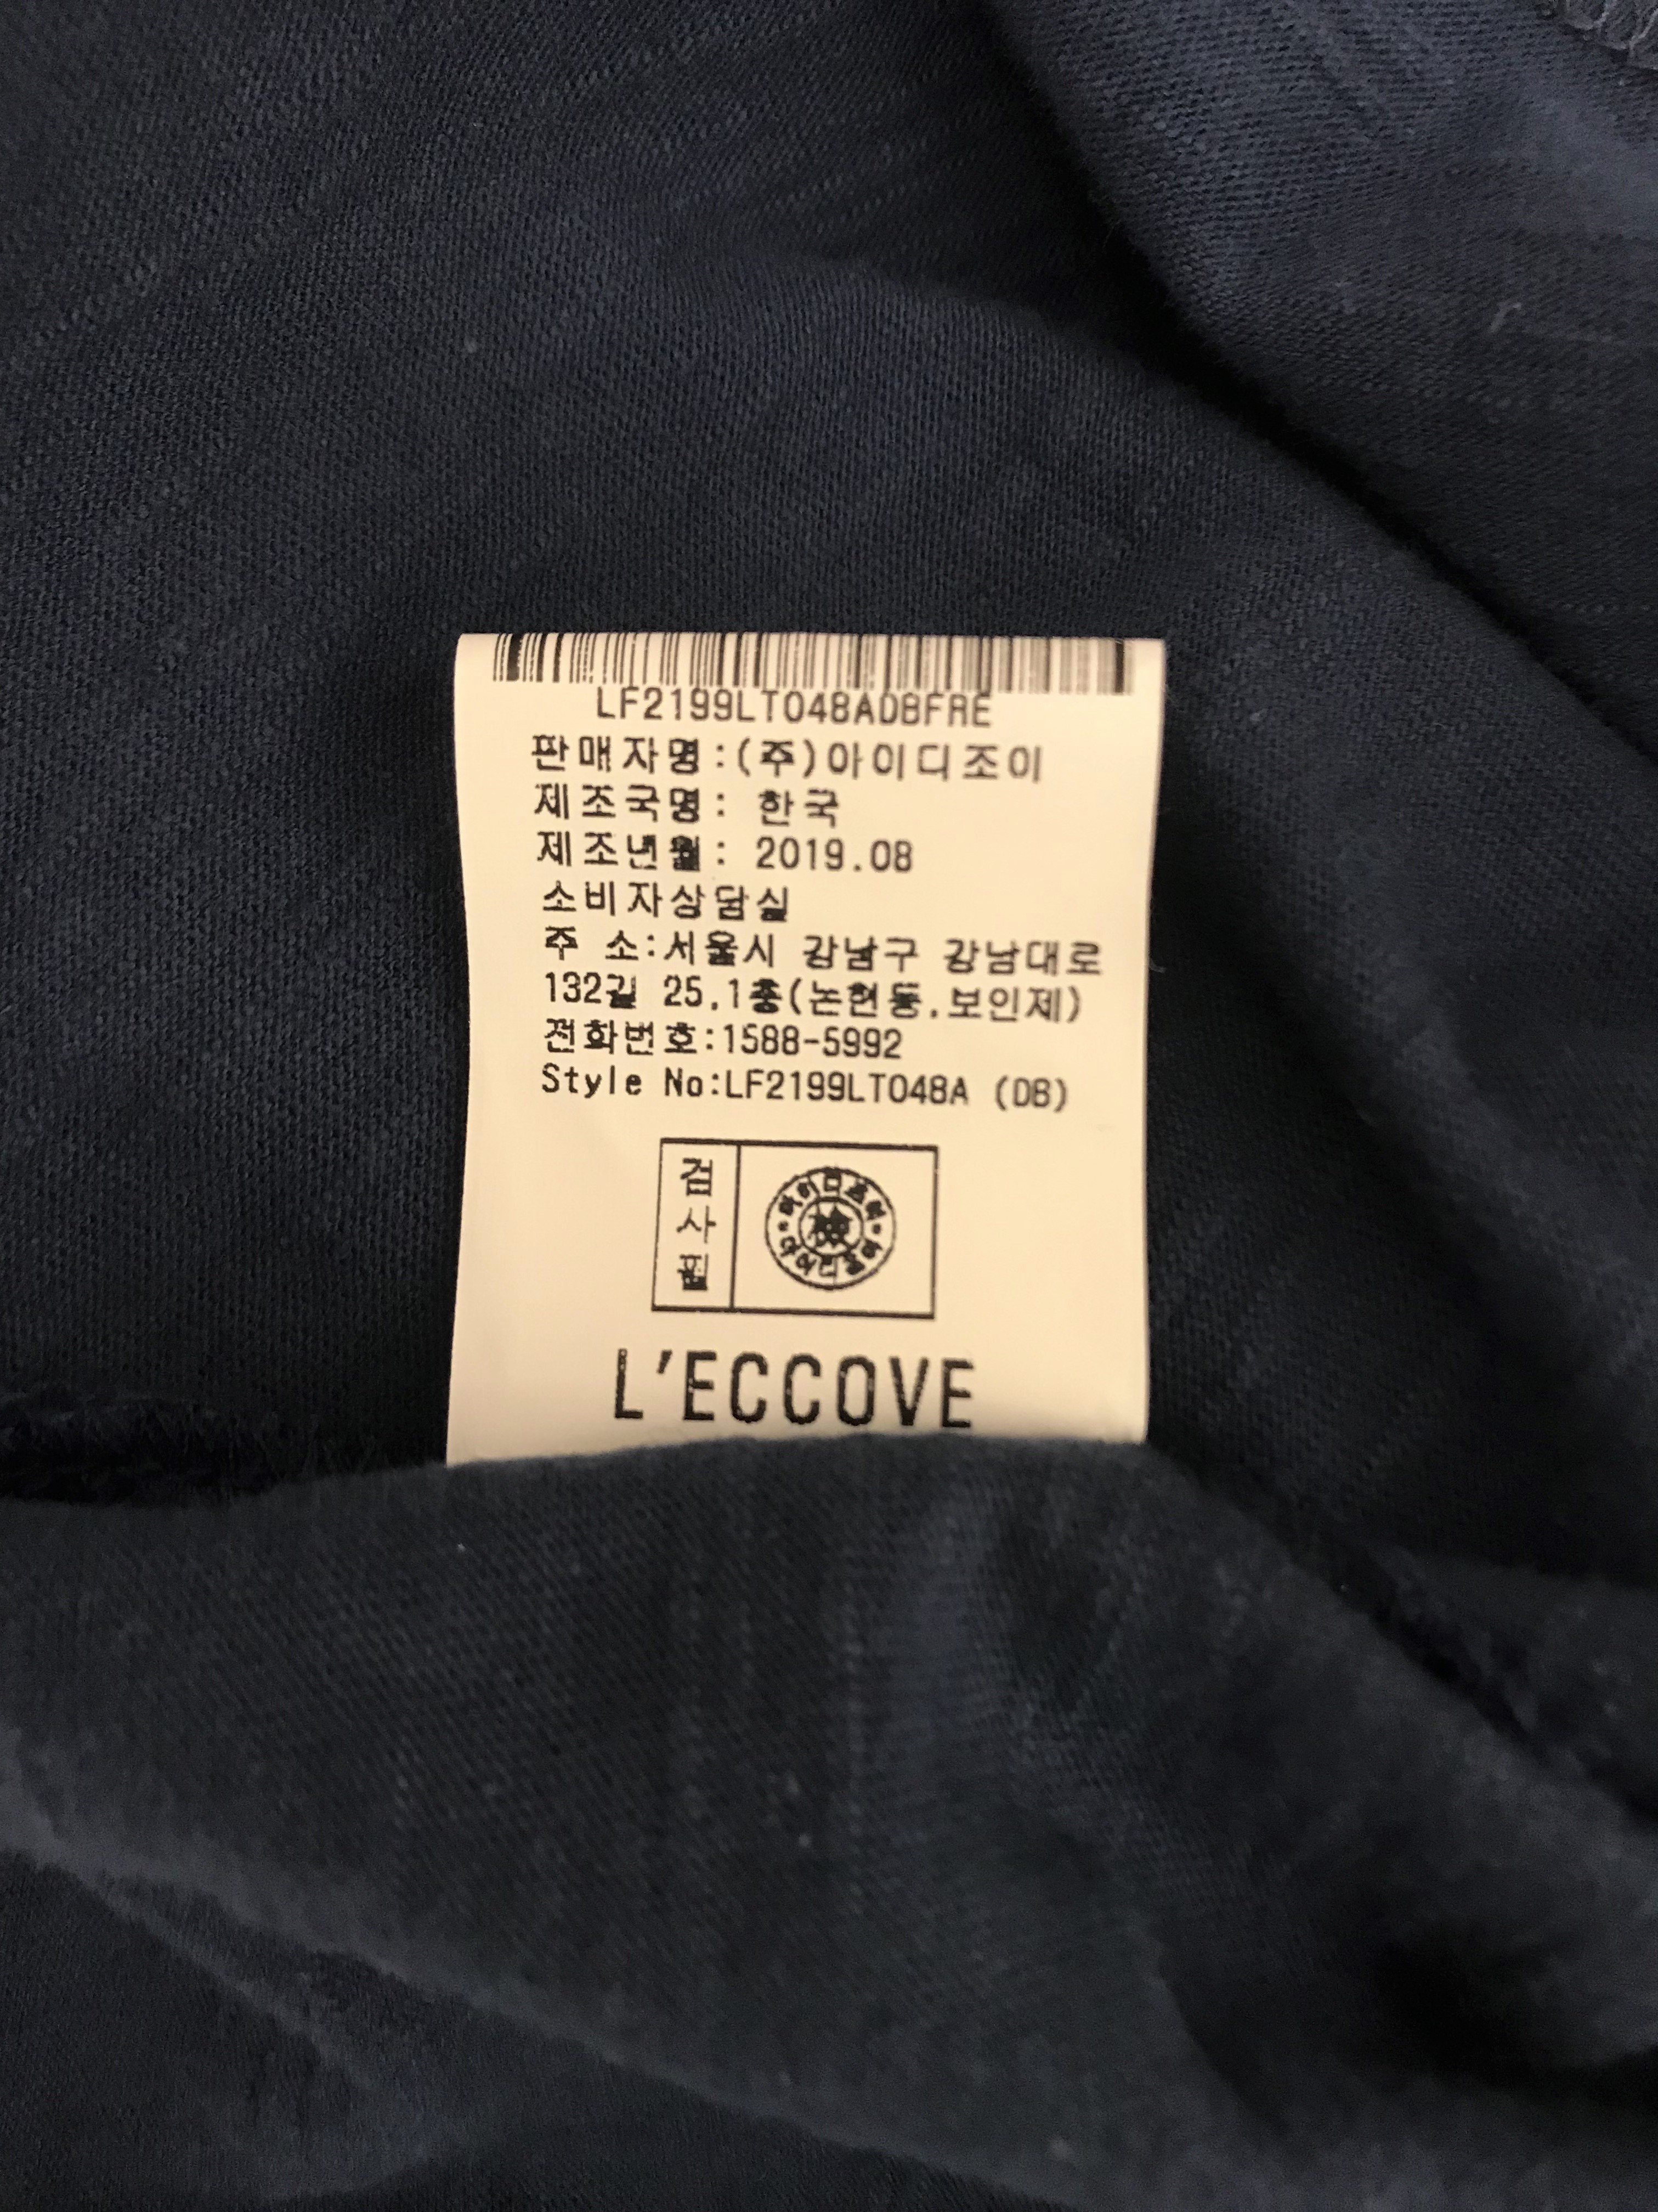 LF2199LT048ADBFRE
판매자명:(주)아이디조이
제조국명: 한국
제조년월: 2019.08
소비자상담실
주 소:서울시 강남구 강남대로
132길 25,1층(논현동,보인제)
전화번호:1588-5992
Style No:LF2199LT048A (DB)
검
사
필
檢
L'ECCOVE